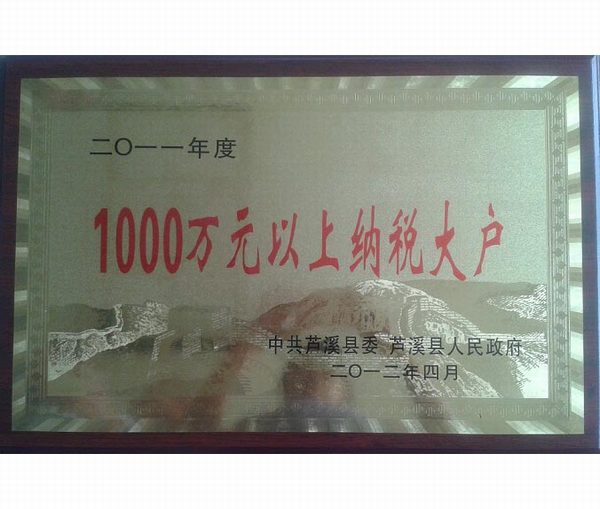 二〇一一年度
1000万元以上纳税大户
中共芦溪县委 芦溪县人民政府
二〇一二年四月